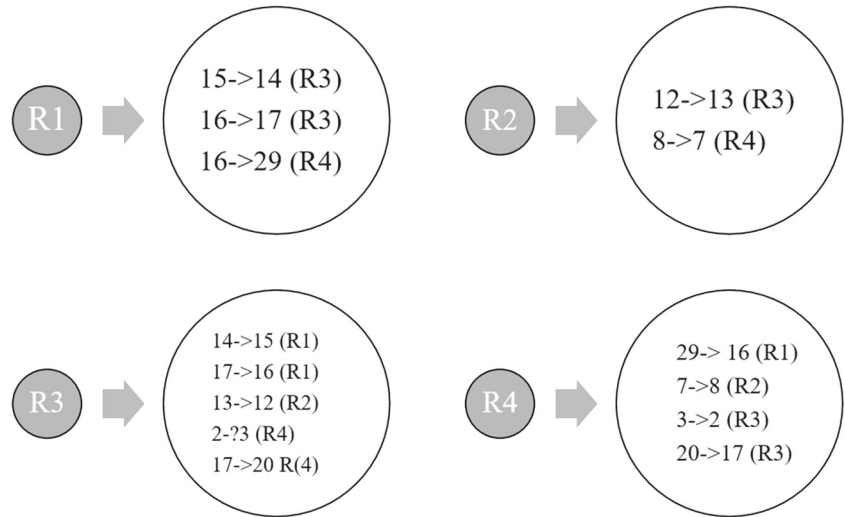 R1
15->14 (R3)
16->17 (R3)
16->29 (R4)
R2
12->13 (R3)
8->7 (R4)
R3
14->15 (R1)
17->16 (R1)
13->12 (R2)
2-?3 (R4)
17->20 R(4)
R4
29-> 16 (R1)
7->8 (R2)
3->2 (R3)
20->17 (R3)